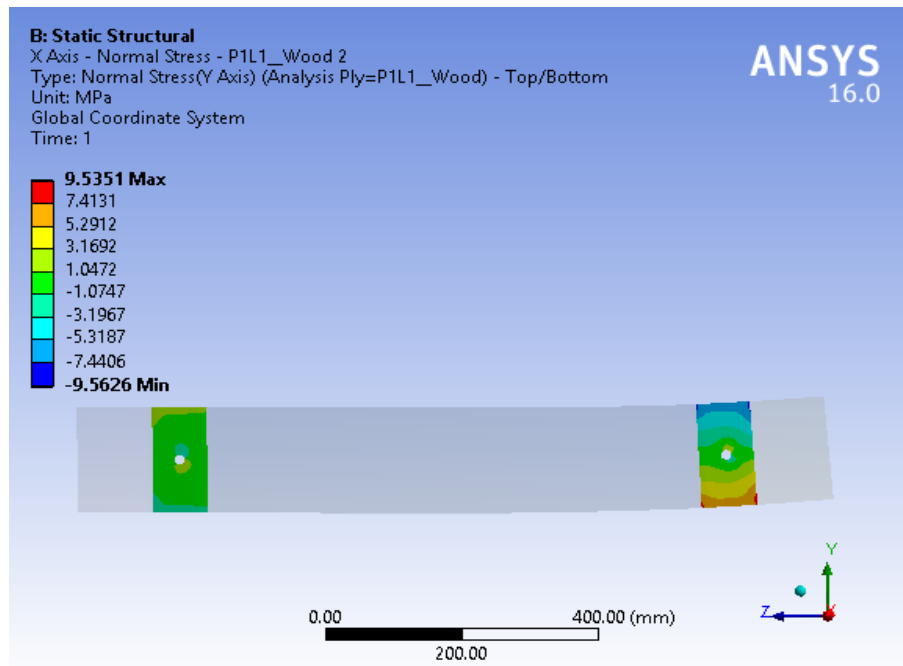 B: Static Structural
X Axis - Normal Stress - P1L1__Wood 2
Type: Normal Stress(Y Axis) (Analysis Ply=P1L1__Wood) - Top/Bottom
Unit: MPa
Global Coordinate System
Time: 1
ANSYS
16.0
9.5351 Max
7.4131
5.2912
3.1692
1.0472
-1.0747
-3.1967
-5.3187
-7.4406
-9.5626 Min
Y
Z
X
0.00
400.00 (mm)
200.00